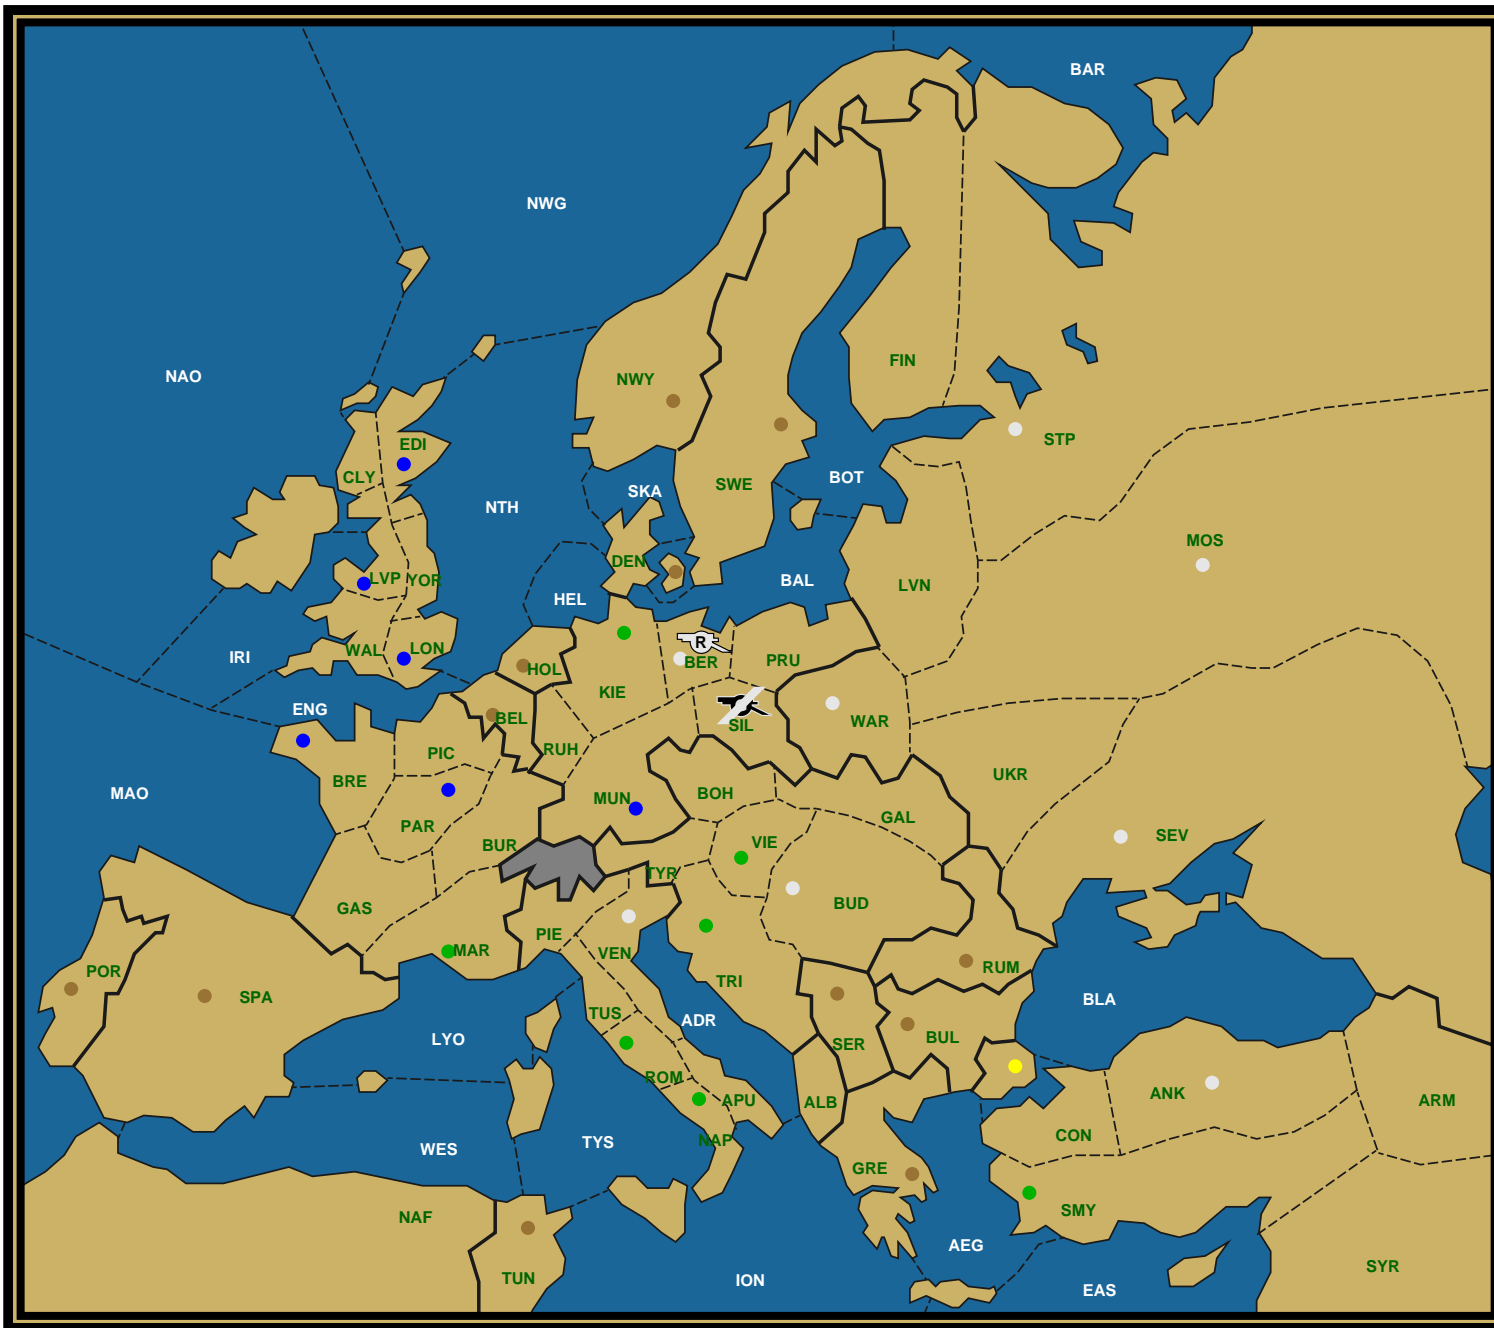 BAR
NWG
NAO
FIN
NWY
STP
EDI
CLY
SWE
BOT
SKA
NTH
MOS
DEN
LVP
YOR
BAL
LVN
HEL
WAL
LON
IRI
R
HOL
BER
PRU
KIE
ENG
BEL
SIL
WAR
RUH
PIC
UKR
BRE
MAO
MUN
BOH
PAR
GAL
SEV
BUR
VIE
TYR
BUD
GAS
PIE
MAR
VEN
RUM
POR
SPA
TRI
BLA
TUS
ADR
LYO
BUL
SER
ROM
ANK
APU
ALB
ARM
CON
NAP
TYS
WES
GRE
SMY
NAF
AEG
SYR
TUN
ION
EAS